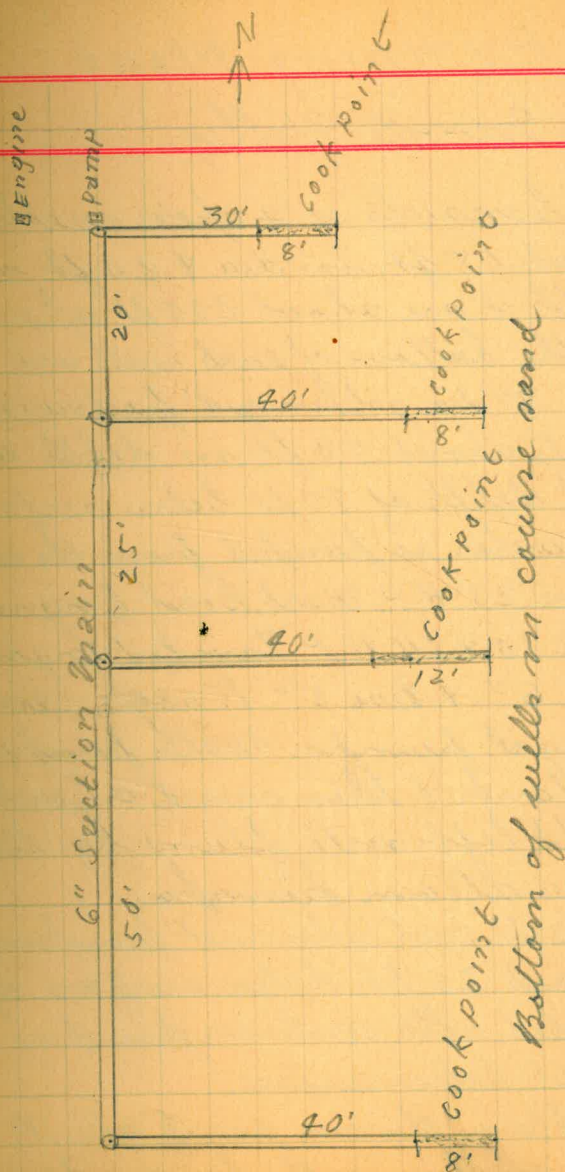 N
Engine
Pump
30'
8'
Cook point
20'
40'
8'
Cook point
25'
6" Suction Main
40'
12'
Cook point
50'
40'
8'
Cook point
Bottom of wells in course sand